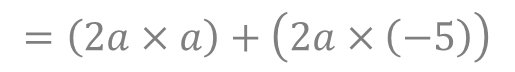 = (2a × a) + (2a × (−5))